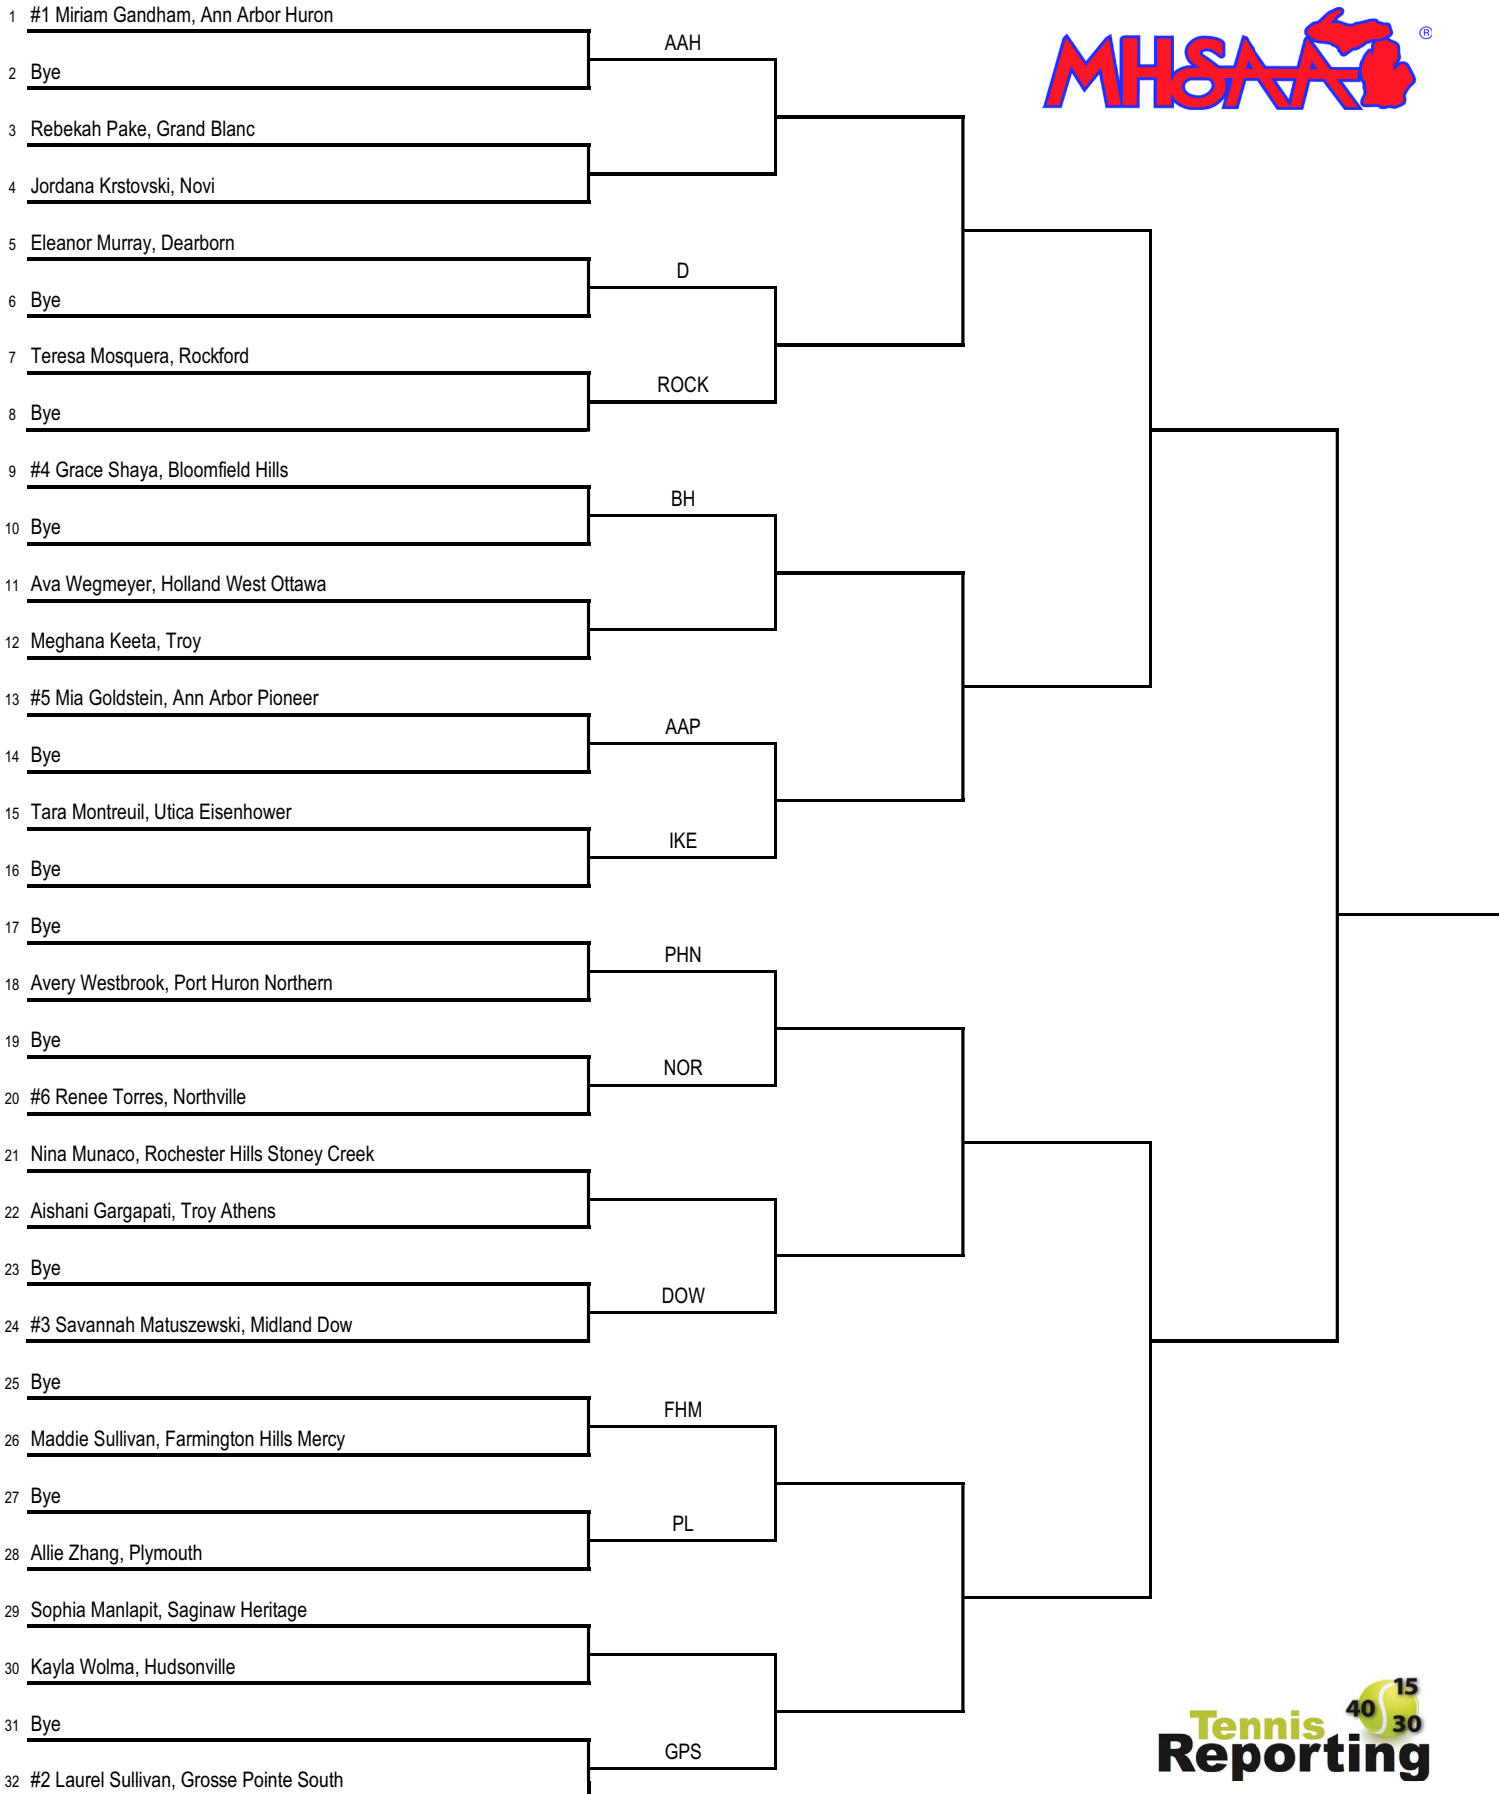 1 #1 Miriam Gandham, Ann Arbor Huron
AAH
MHSAA ®
2 Bye
3 Rebekah Pake, Grand Blanc
4 Jordana Krstovski, Novi
5 Eleanor Murray, Dearborn
D
6 Bye
7 Teresa Mosquera, Rockford
ROCK
8 Bye
9 #4 Grace Shaya, Bloomfield Hills
BH
10 Bye
11 Ava Wegmeyer, Holland West Ottawa
12 Meghana Keeta, Troy
13 #5 Mia Goldstein, Ann Arbor Pioneer
AAP
14 Bye
15 Tara Montreuil, Utica Eisenhower
IKE
16 Bye
17 Bye
PHN
18 Avery Westbrook, Port Huron Northern
19 Bye
NOR
20 #6 Renee Torres, Northville
21 Nina Munaco, Rochester Hills Stoney Creek
22 Aishani Gargapati, Troy Athens
23 Bye
DOW
24 #3 Savannah Matuszewski, Midland Dow
25 Bye
FHM
26 Maddie Sullivan, Farmington Hills Mercy
27 Bye
PL
28 Allie Zhang, Plymouth
29 Sophia Manlapit, Saginaw Heritage
30 Kayla Wolma, Hudsonville
31 Bye
GPS
32 #2 Laurel Sullivan, Grosse Pointe South
15
40
30
Tennis
Reporting